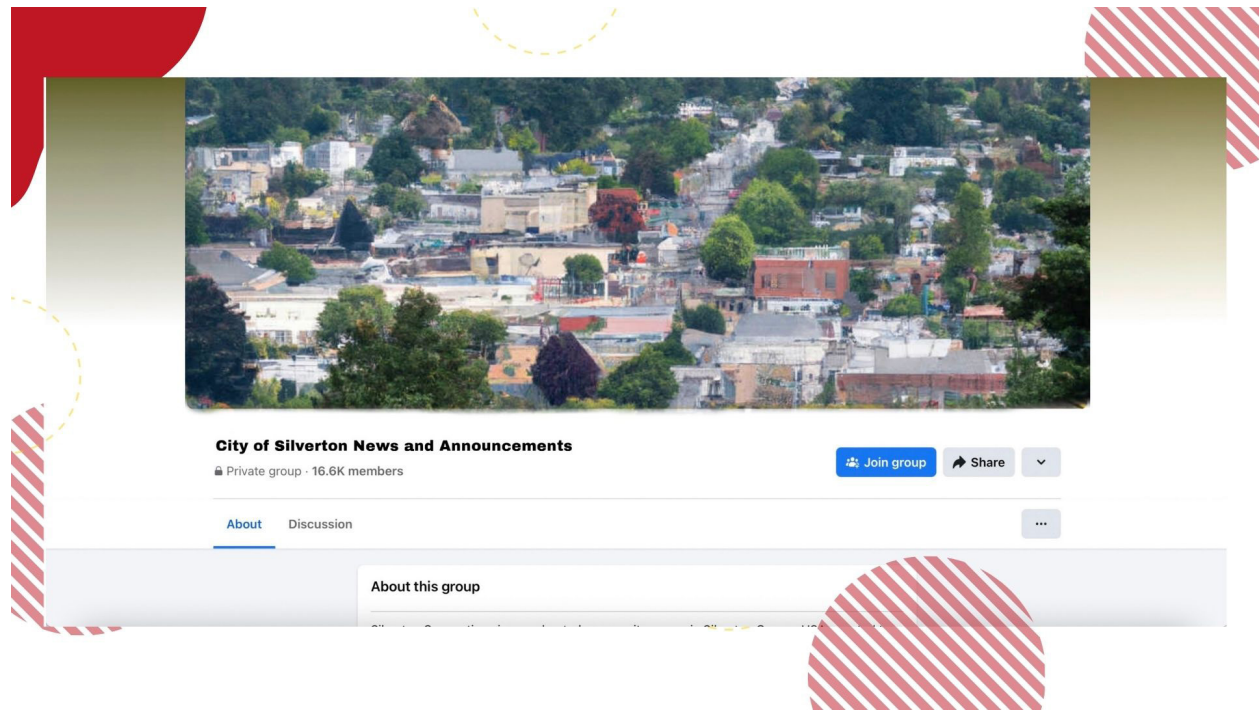 City of Silverton News and Announcements
Private group · 16.6K members
Join group
Share
About
Discussion
...
About this group